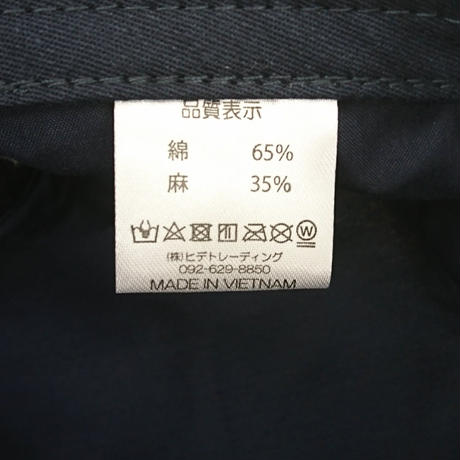 品質表示
綿 65%
麻 35%
W
(株)ヒデトレーディング
092-629-8850
MADE IN VIETNAM